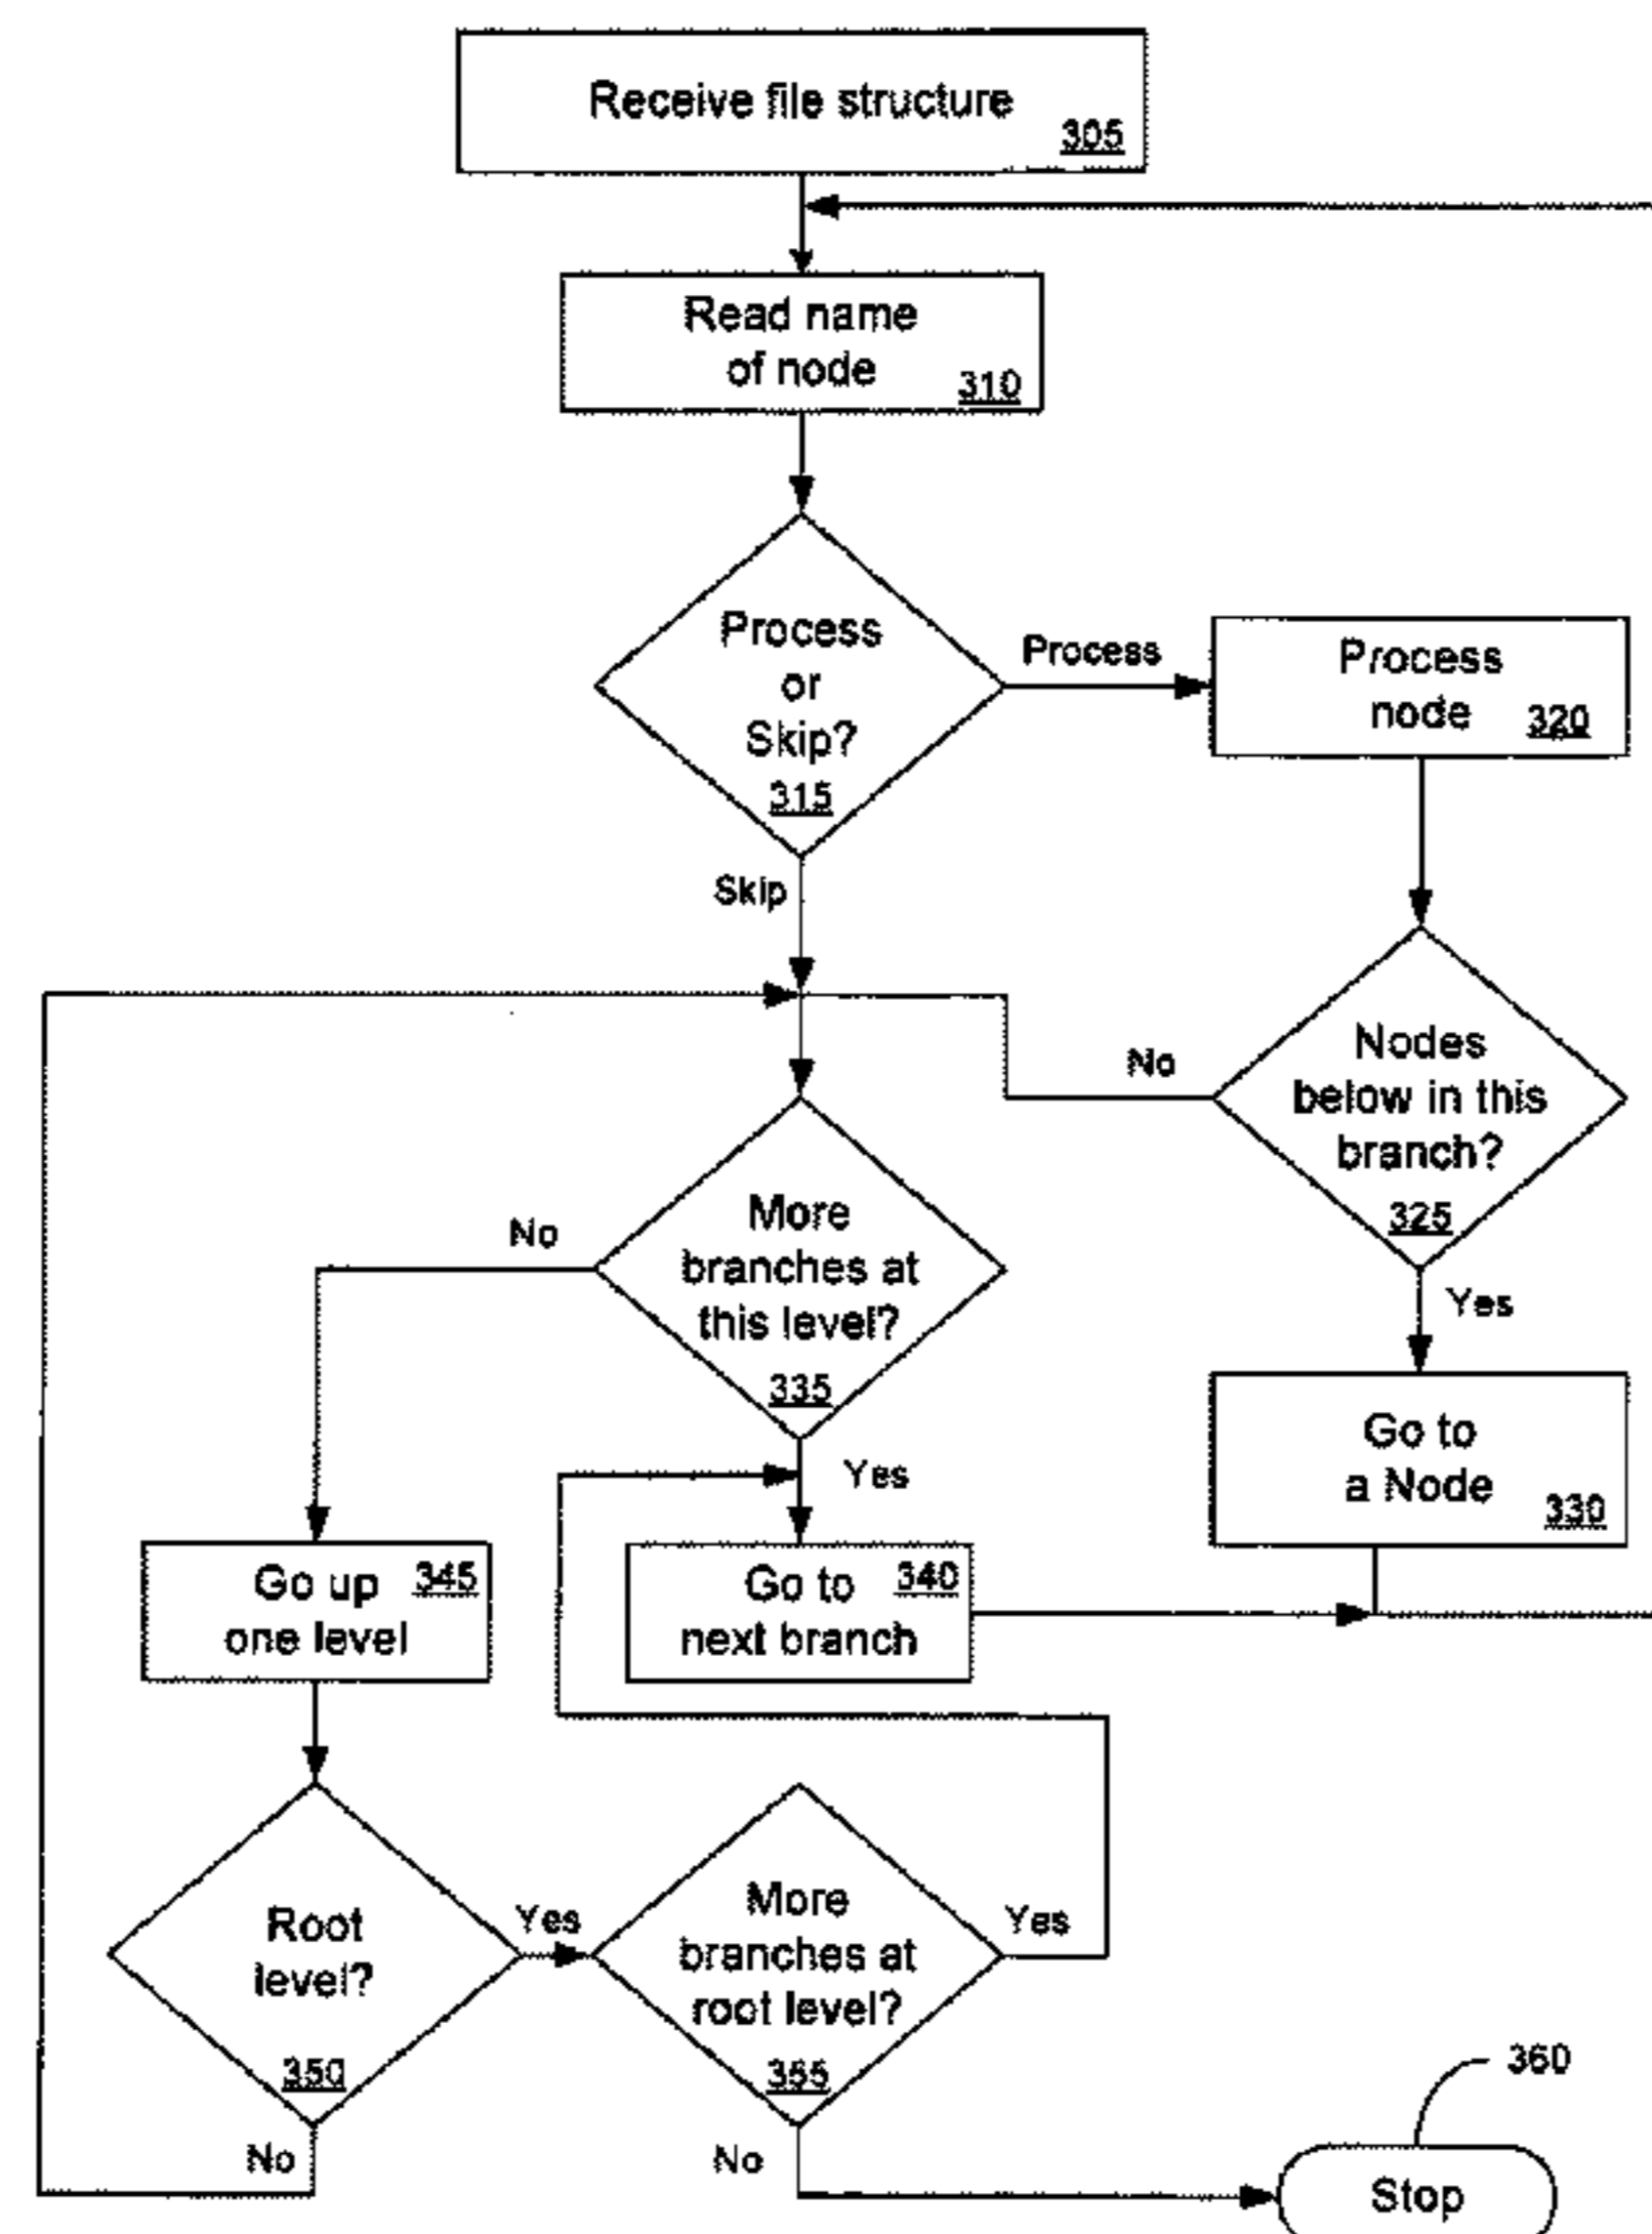 Receive file structure
305
Read name
of node
310
Process
or
Skip?
315
Process
Process
node
320
Skip
Nodes
below in this
branch?
325
No
Yes
More
branches at
this level?
335
No
Yes
Go to
a Node
330
Go up
one level
345
Go to
next branch
340
Root
level?
350
Yes
No
More
branches at
root level?
355
Yes
No
360
Stop